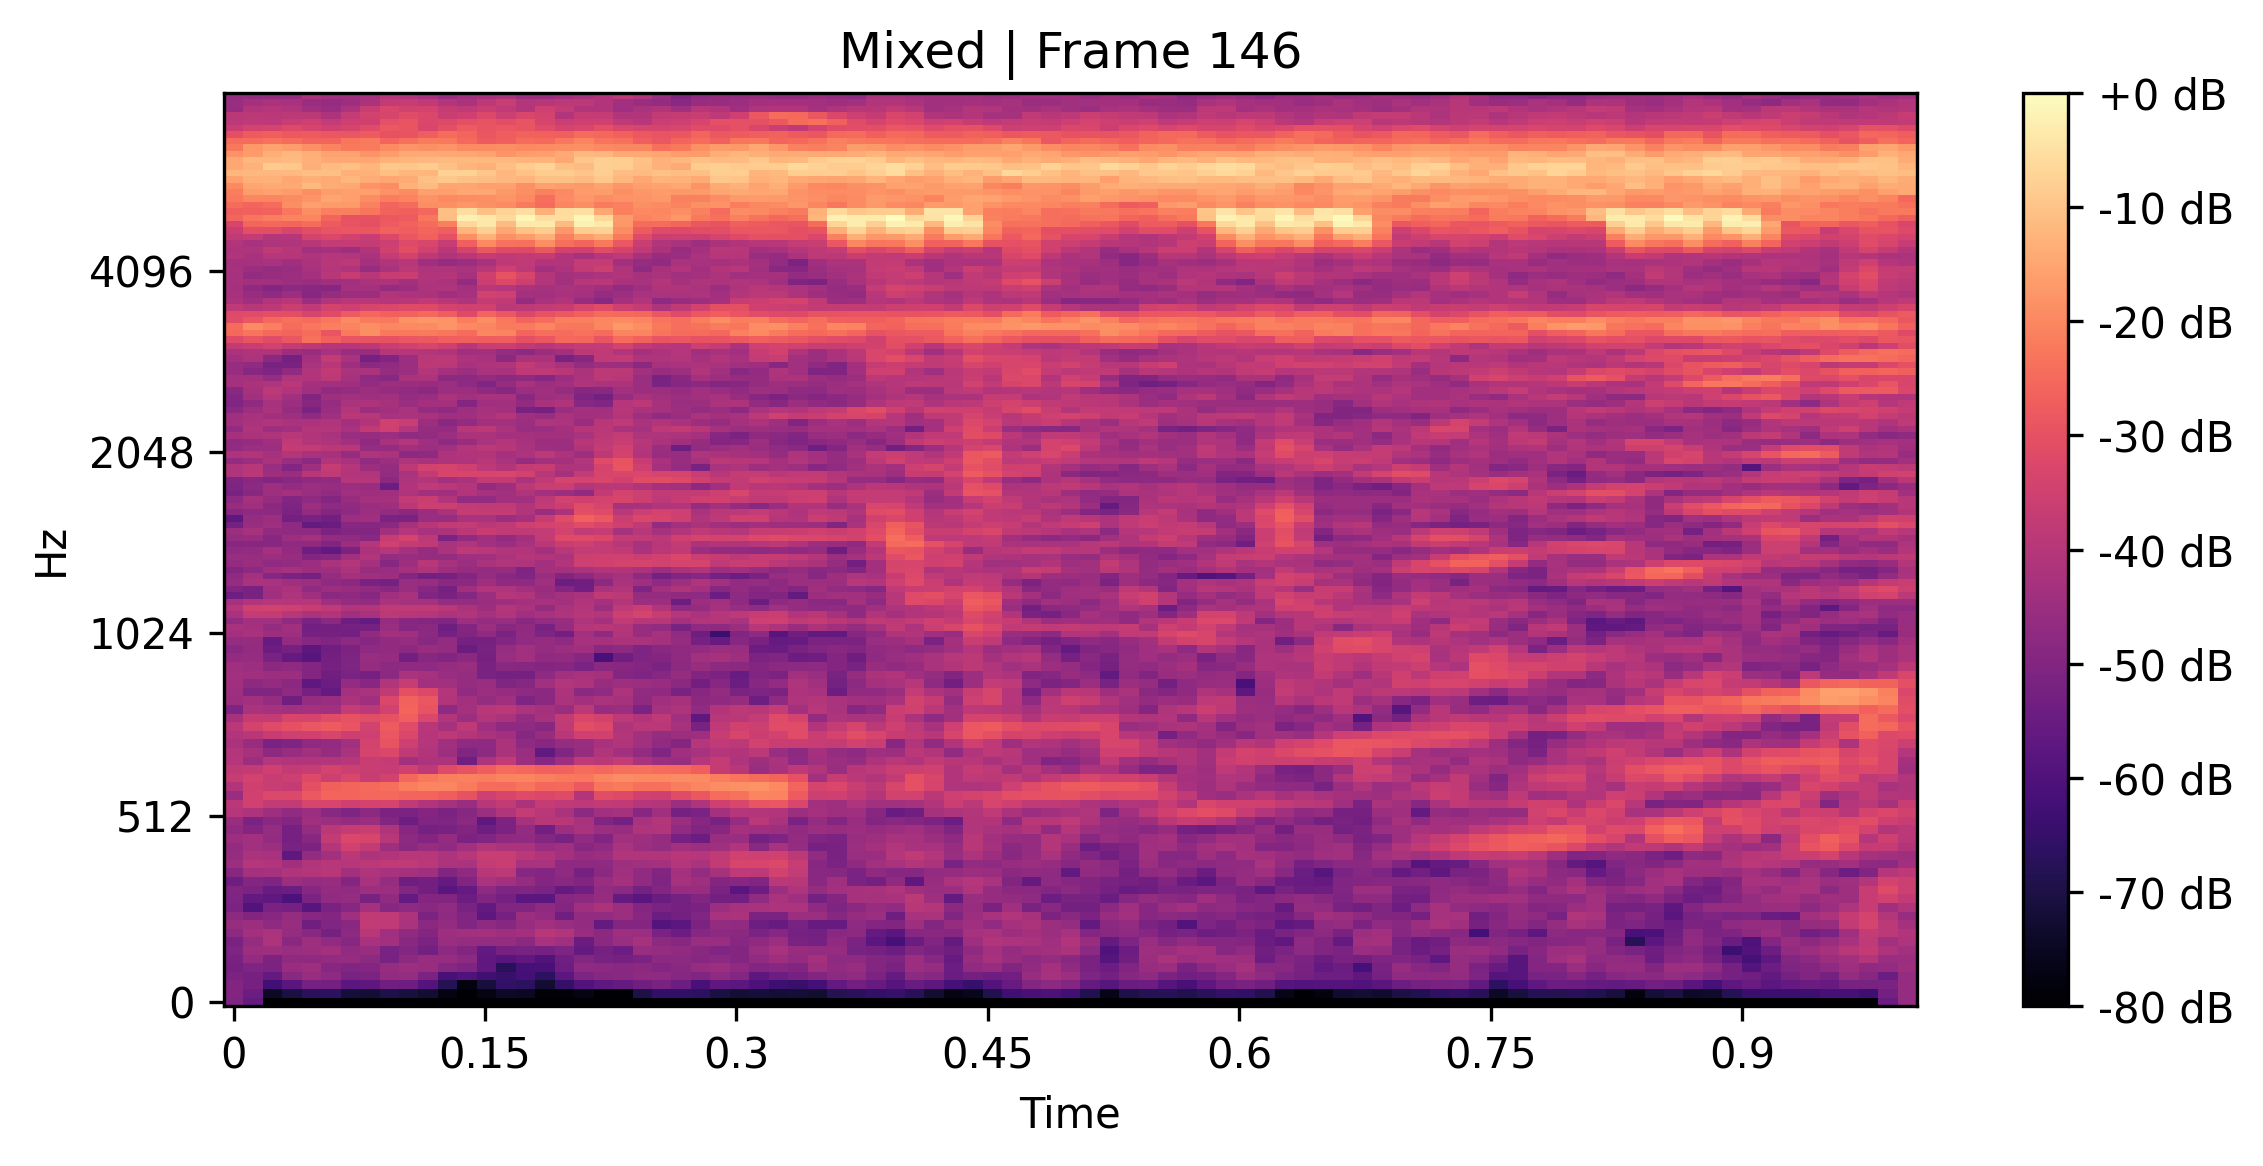 Mixed | Frame 146
+0 dB
-10 dB
-20 dB
-30 dB
-40 dB
-50 dB
-60 dB
-70 dB
-80 dB
Hz
4096
2048
1024
512
0
0 0.15 0.3 0.45 0.6 0.75 0.9
Time